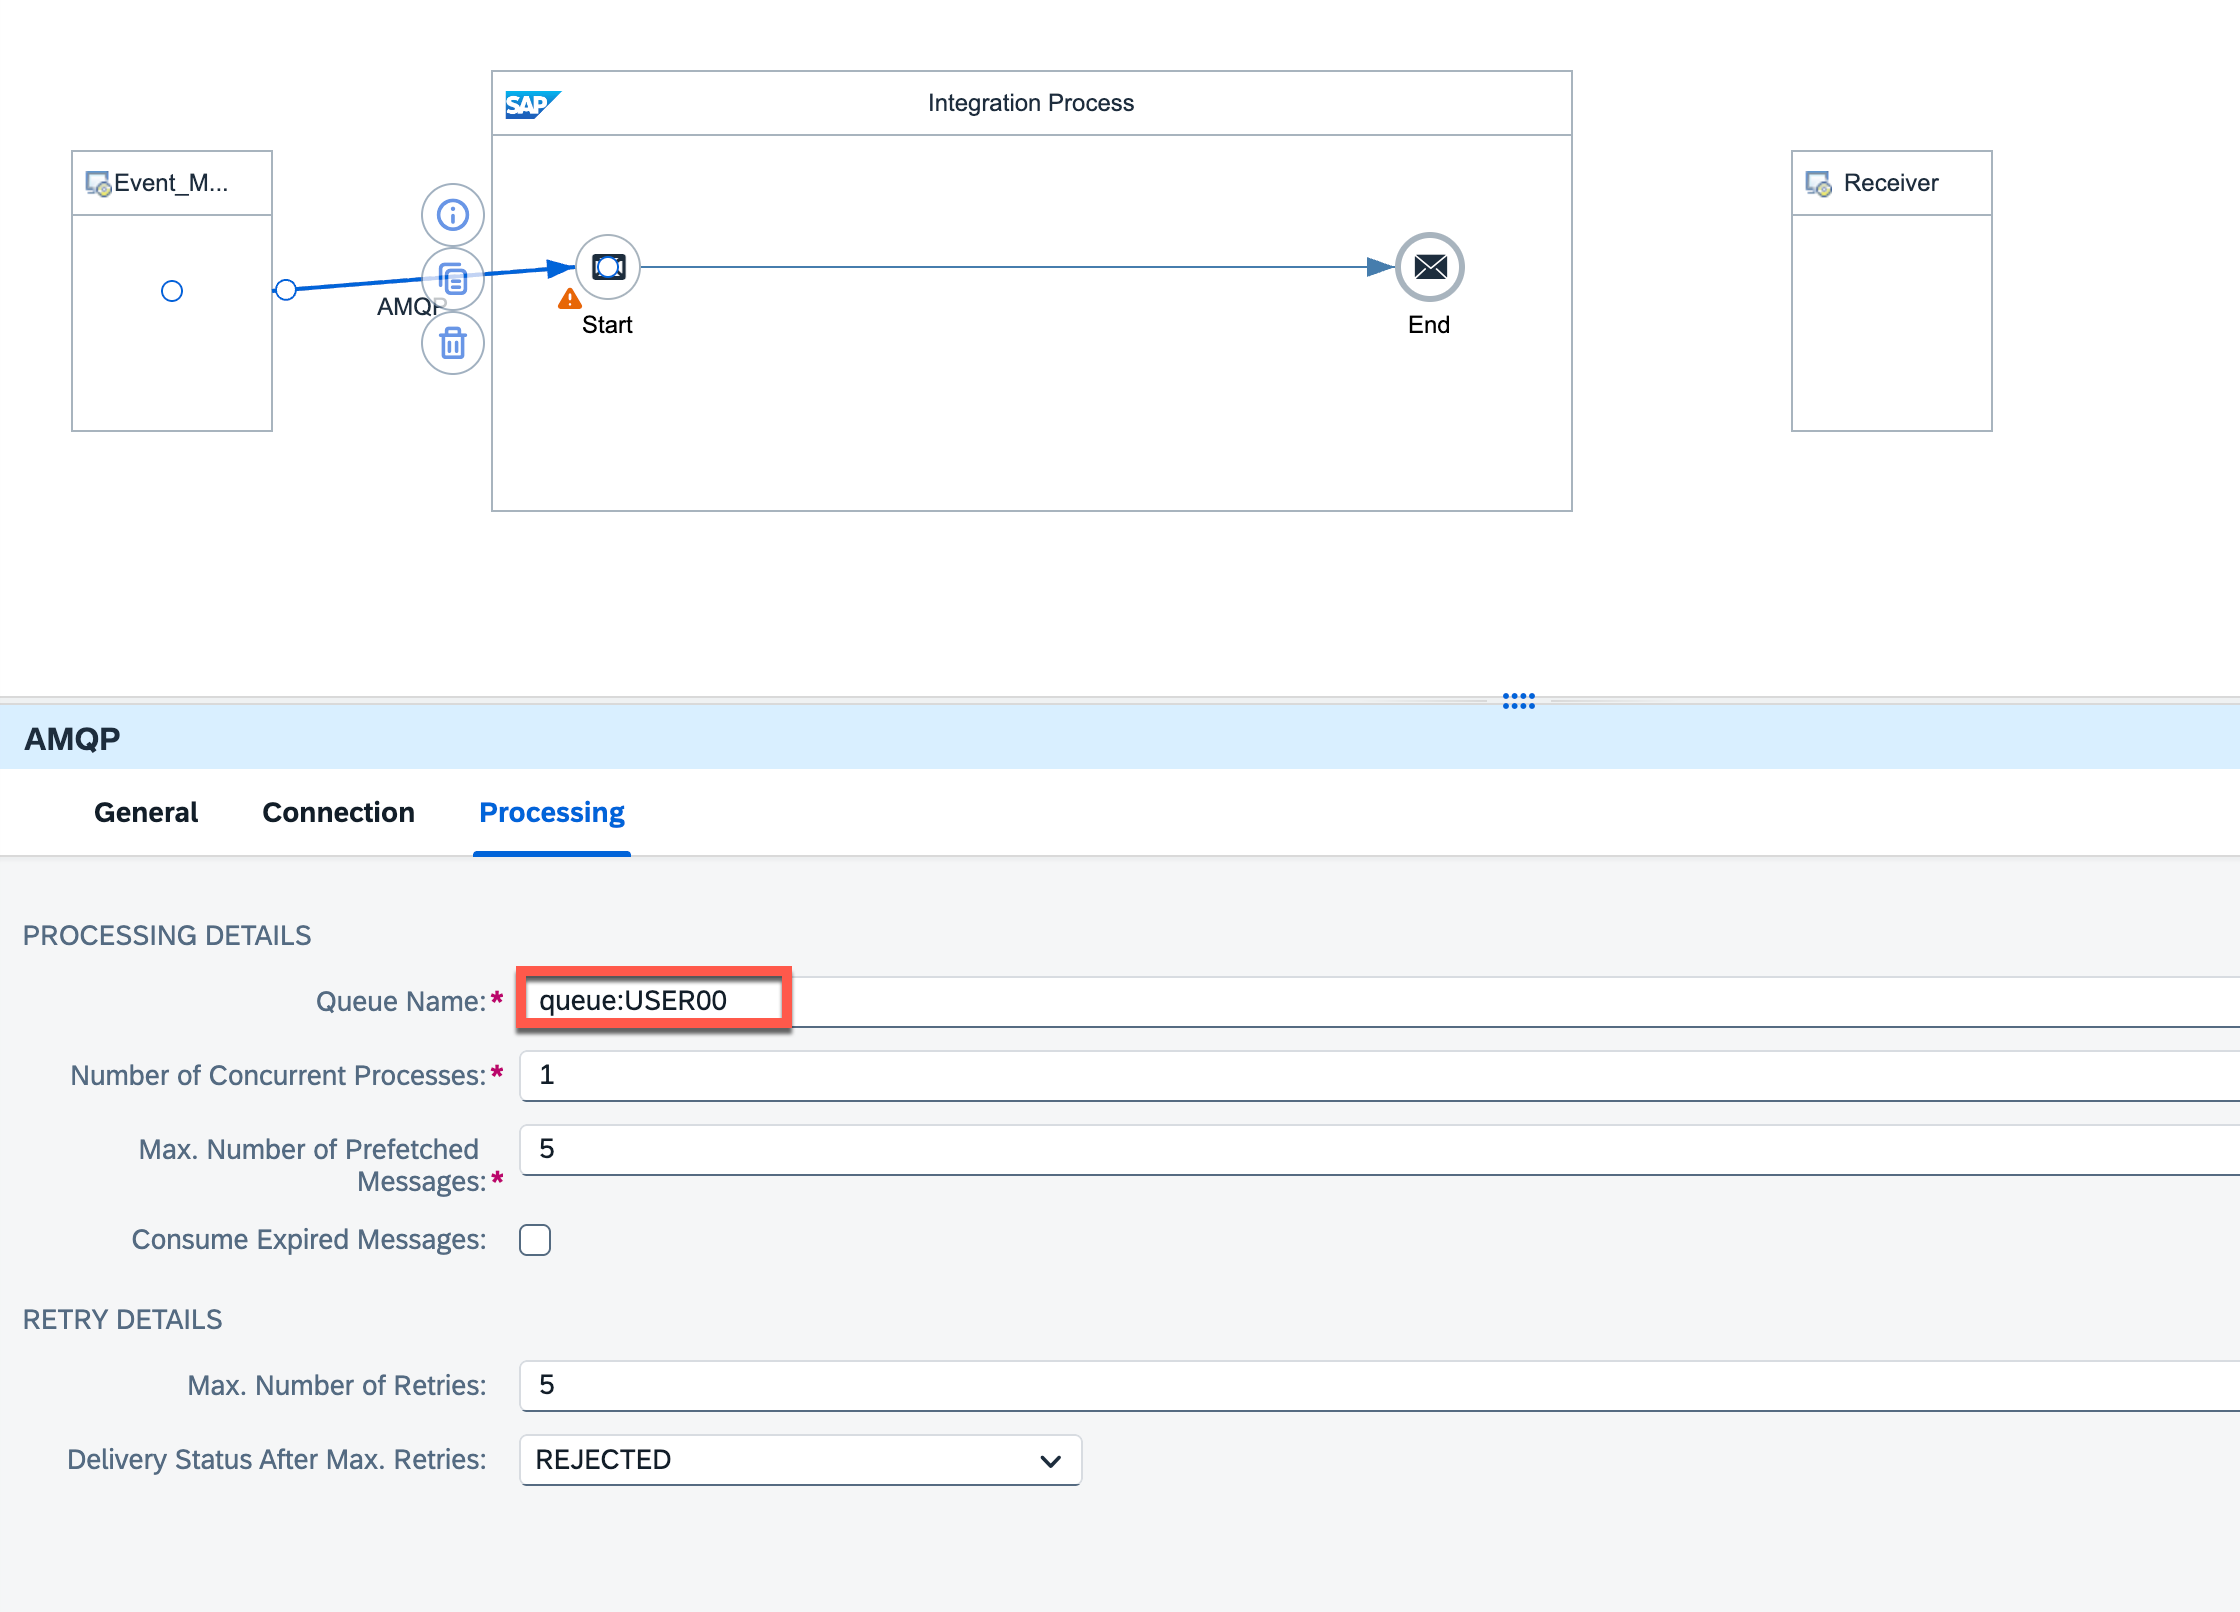 SAP
Integration Process
Event_M...
Receiver
AMQP
Start
End
AMQP
General Connection Processing
PROCESSING DETAILS
Queue Name:* queue:USER00
Number of Concurrent Processes:* 1
Max. Number of Prefetched
Messages:* 5
Consume Expired Messages:
RETRY DETAILS
Max. Number of Retries: 5
Delivery Status After Max. Retries: REJECTED